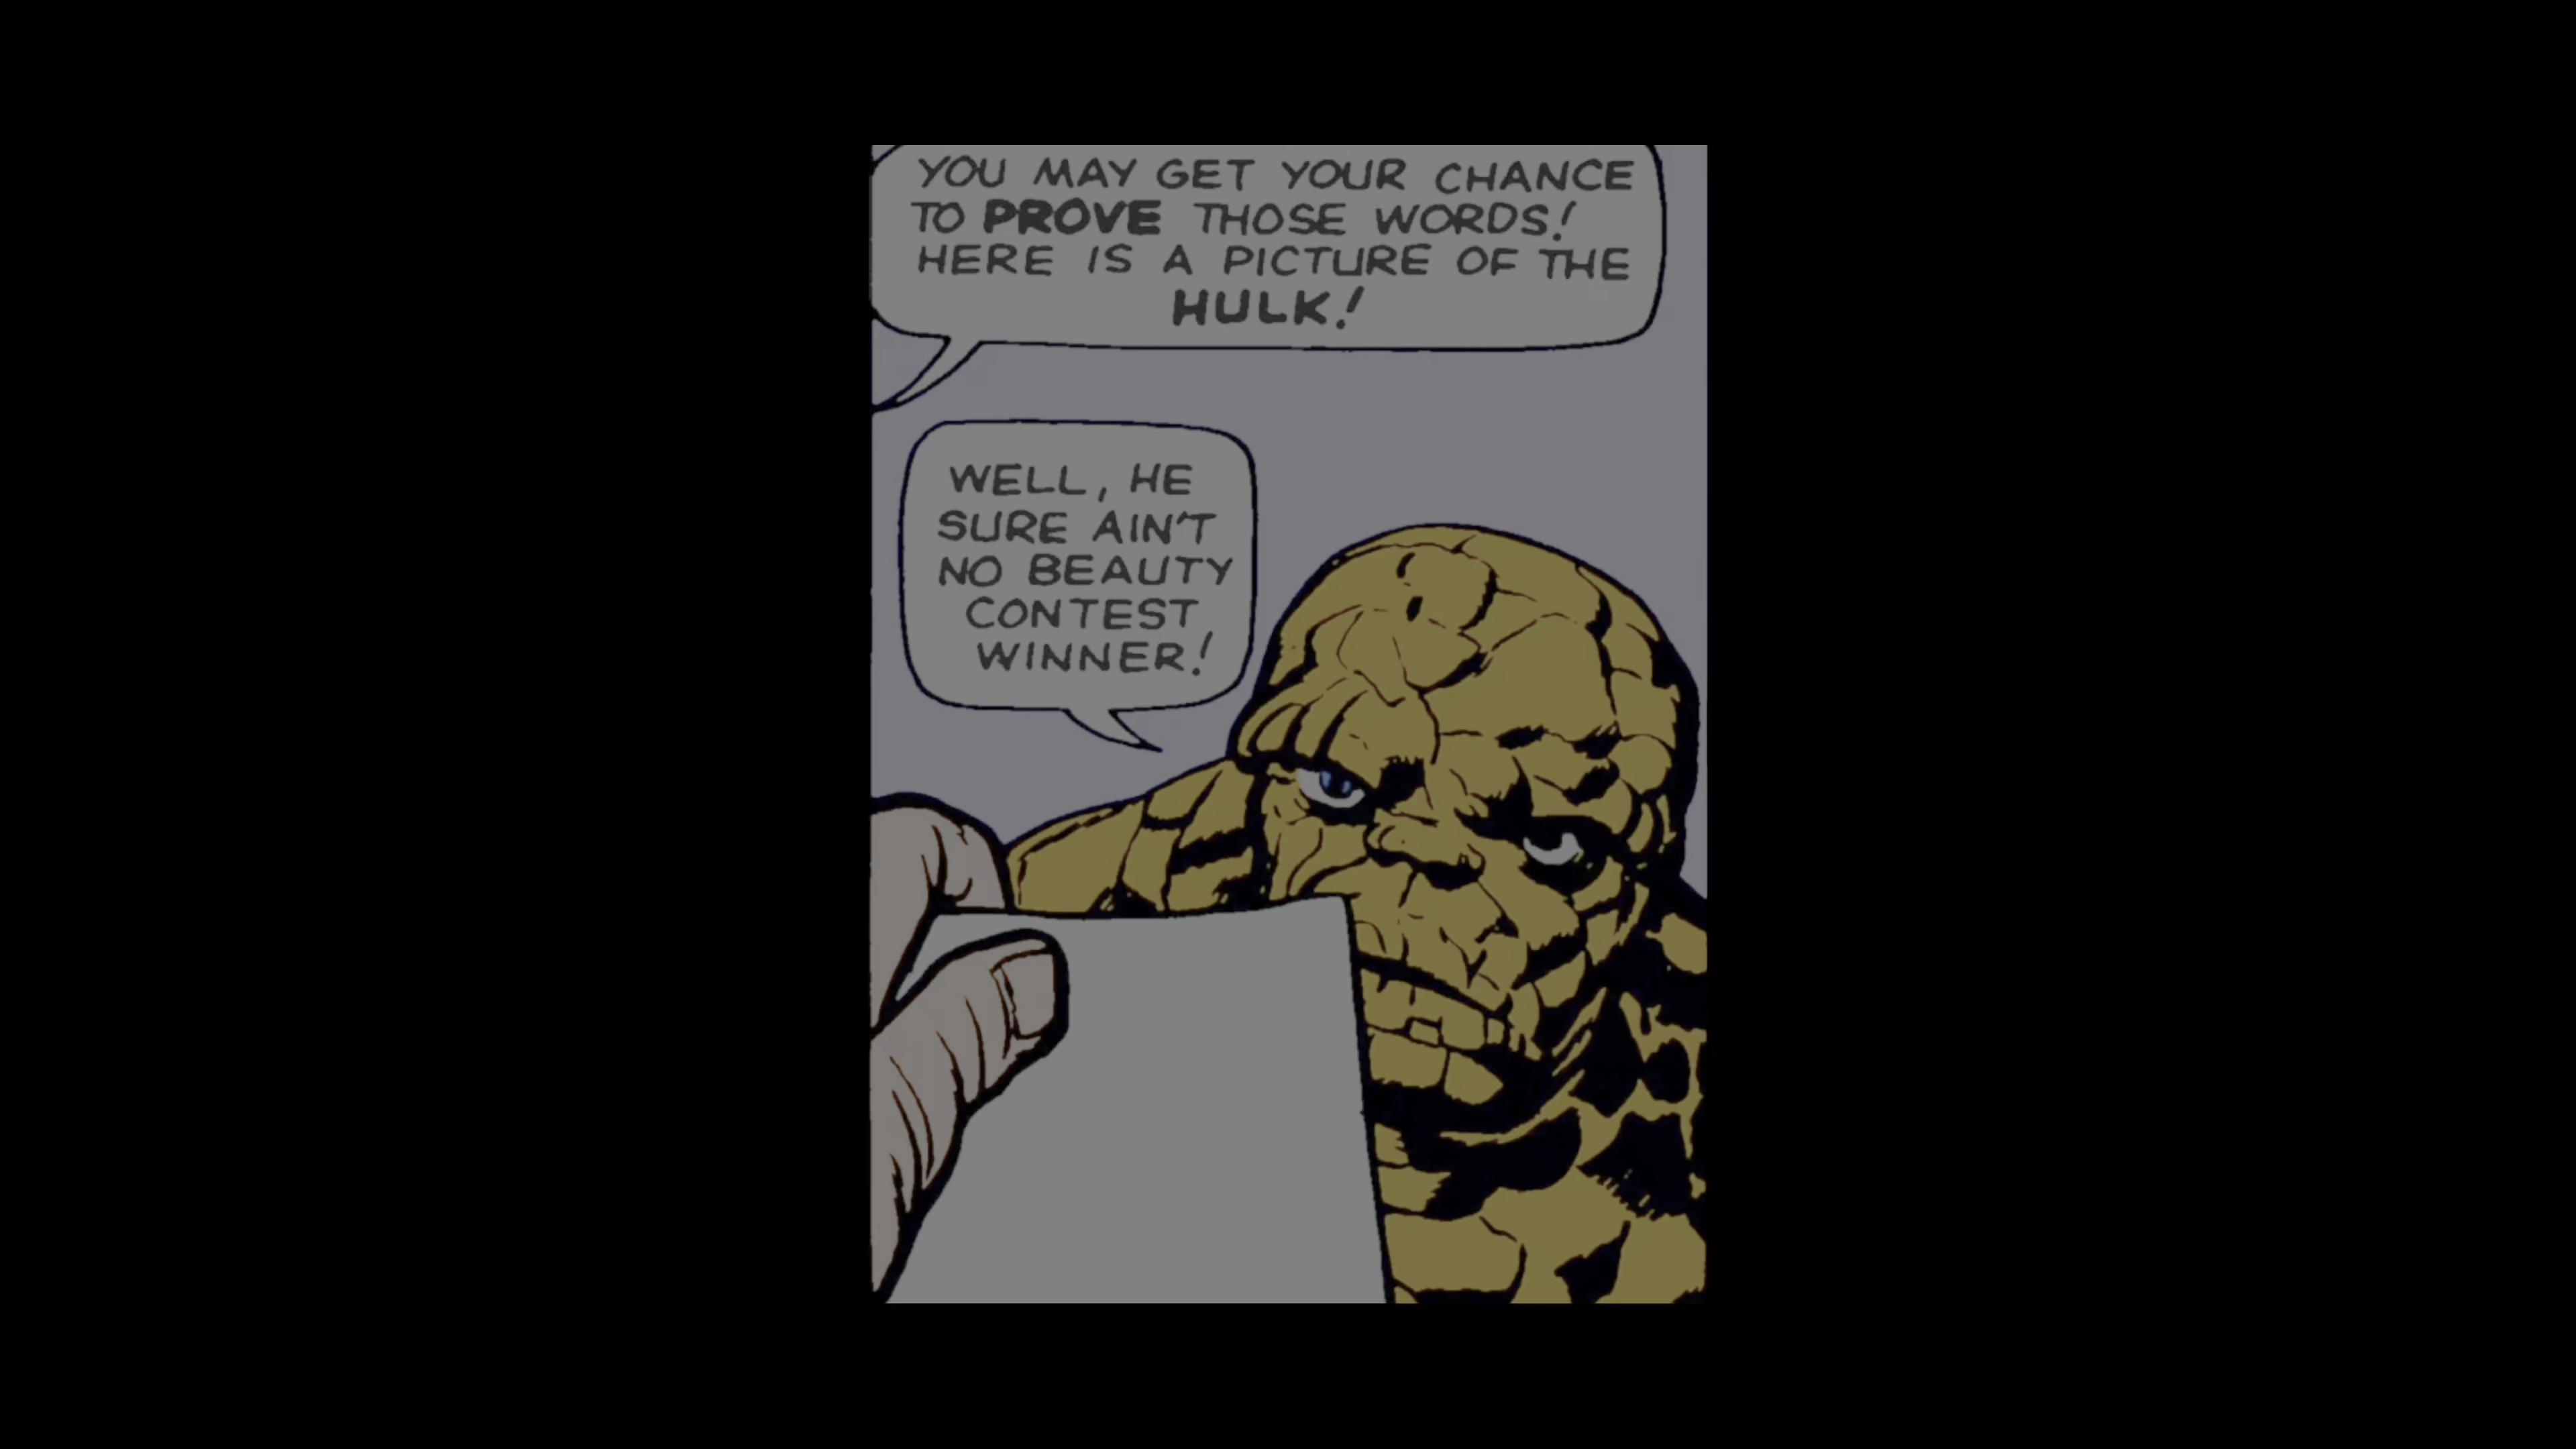 YOU MAY GET YOUR CHANCE
TO PROVE THOSE WORDS!
HERE IS A PICTURE OF THE
HULK!
WELL, HE
SURE AIN'T
NO BEAUTY
CONTEST
WINNER!